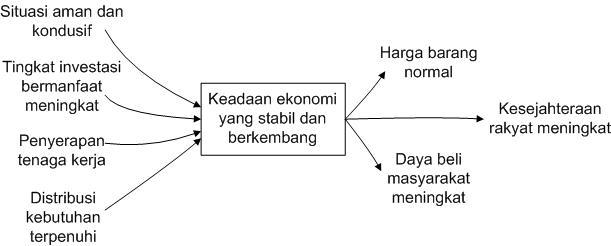 Situasi aman dan
kondusif
Tingkat investasi
bermanfaat
meningkat
Penyerapan
tenaga kerja
Distribusi
kebutuhan
terpenuhi
Keadaan ekonomi
yang stabil dan
berkembang
Harga barang
normal
Kesejahteraan
rakyat meningkat
Daya beli
masyarakat
meningkat